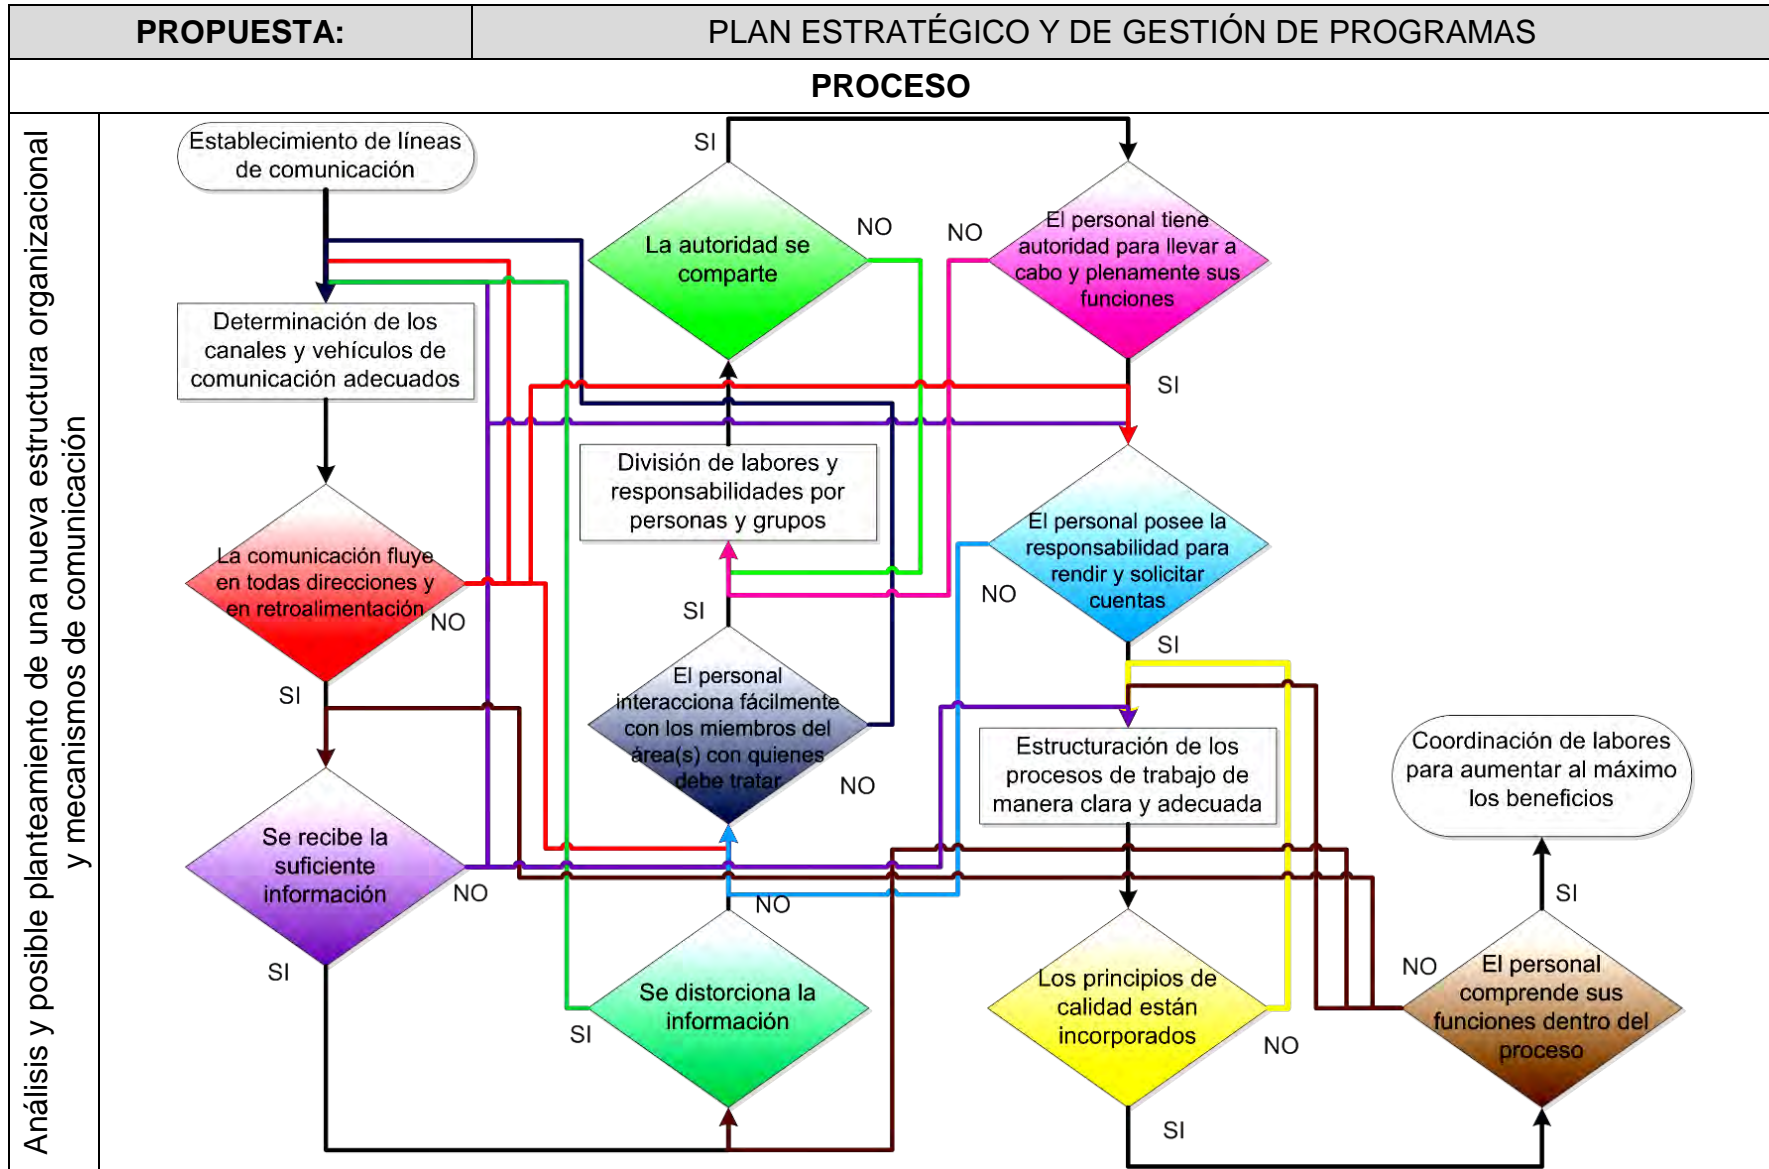 PROPUESTA:
PLAN ESTRATÉGICO Y DE GESTIÓN DE PROGRAMAS
PROCESO
Análisis y posible planteamiento de una nueva estructura organizacional
y mecanismos de comunicación
Establecimiento de líneas
de comunicación
Determinación de los
canales y vehículos de
comunicación adecuados
La comunicación fluye
en todas direcciones y
en retroalimentación
NO
SI
Se recibe la
suficiente
información
NO
SI
Se distorciona la
información
SI
NO
El personal
interacciona fácilmente
con los miembros del
área(s) con quienes
debe tratar
NO
SI
División de labores y
responsabilidades por
personas y grupos
La autoridad se
comparte
SI
NO
El personal tiene
autoridad para llevar a
cabo y plenamente sus
funciones
NO
SI
El personal posee la
responsabilidad para
rendir y solicitar
cuentas
NO
SI
Estructuración de los
procesos de trabajo de
manera clara y adecuada
Los principios de
calidad están
incorporados
NO
SI
El personal
comprende sus
funciones dentro del
proceso
NO
SI
Coordinación de labores
para aumentar al máximo
los beneficios